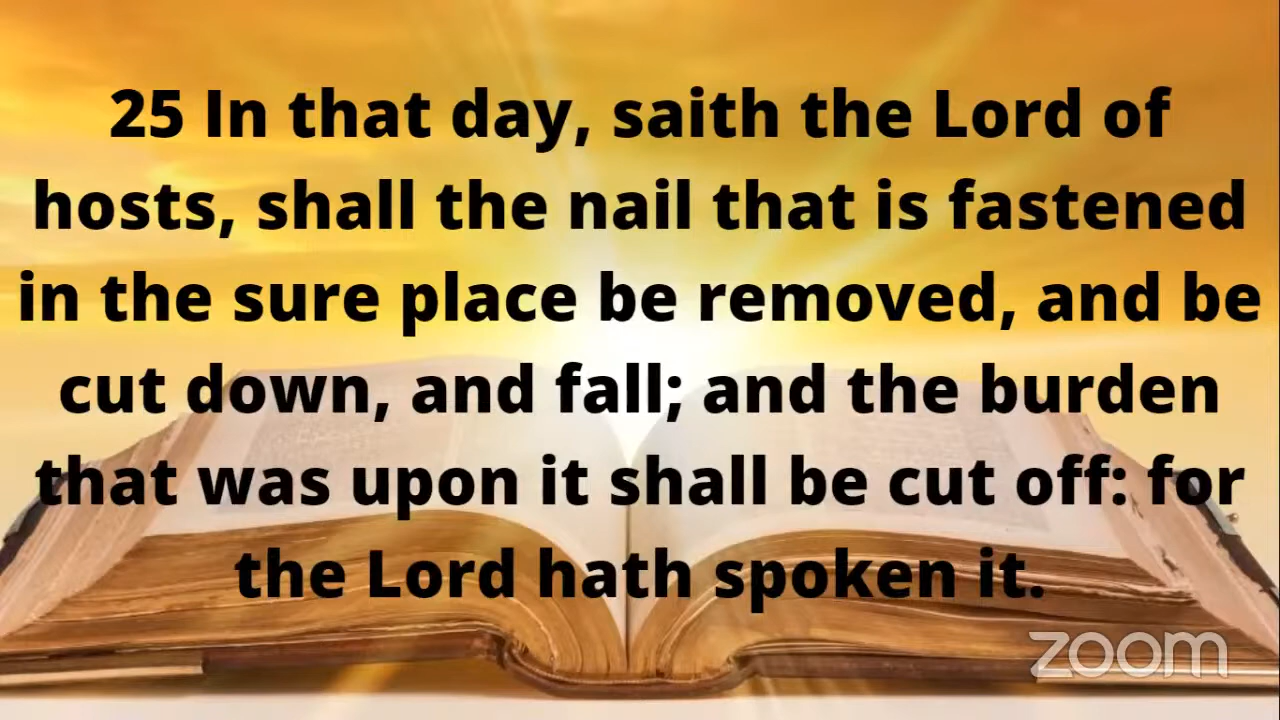 25 In that day, saith the Lord of
hosts, shall the nail that is fastened
in the sure place be removed, and be
cut down, and fall; and the burden
that was upon it shall be cut off: for
the Lord hath spoken it.
zoom